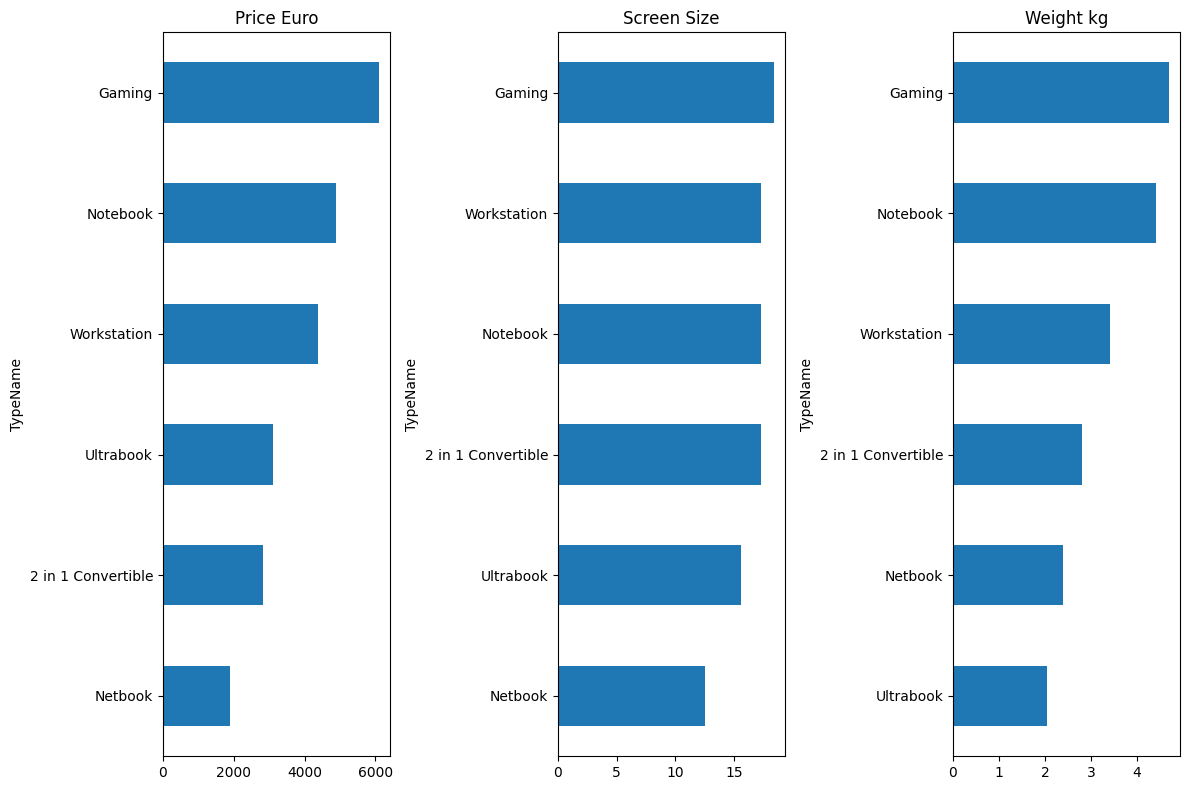 Price Euro
TypeName
Gaming
Notebook
Workstation
Ultrabook
2 in 1 Convertible
Netbook
0 2000 4000 6000
Screen Size
TypeName
Gaming
Workstation
Notebook
2 in 1 Convertible
Ultrabook
Netbook
0 5 10 15
Weight kg
TypeName
Gaming
Notebook
Workstation
2 in 1 Convertible
Netbook
Ultrabook
0 1 2 3 4